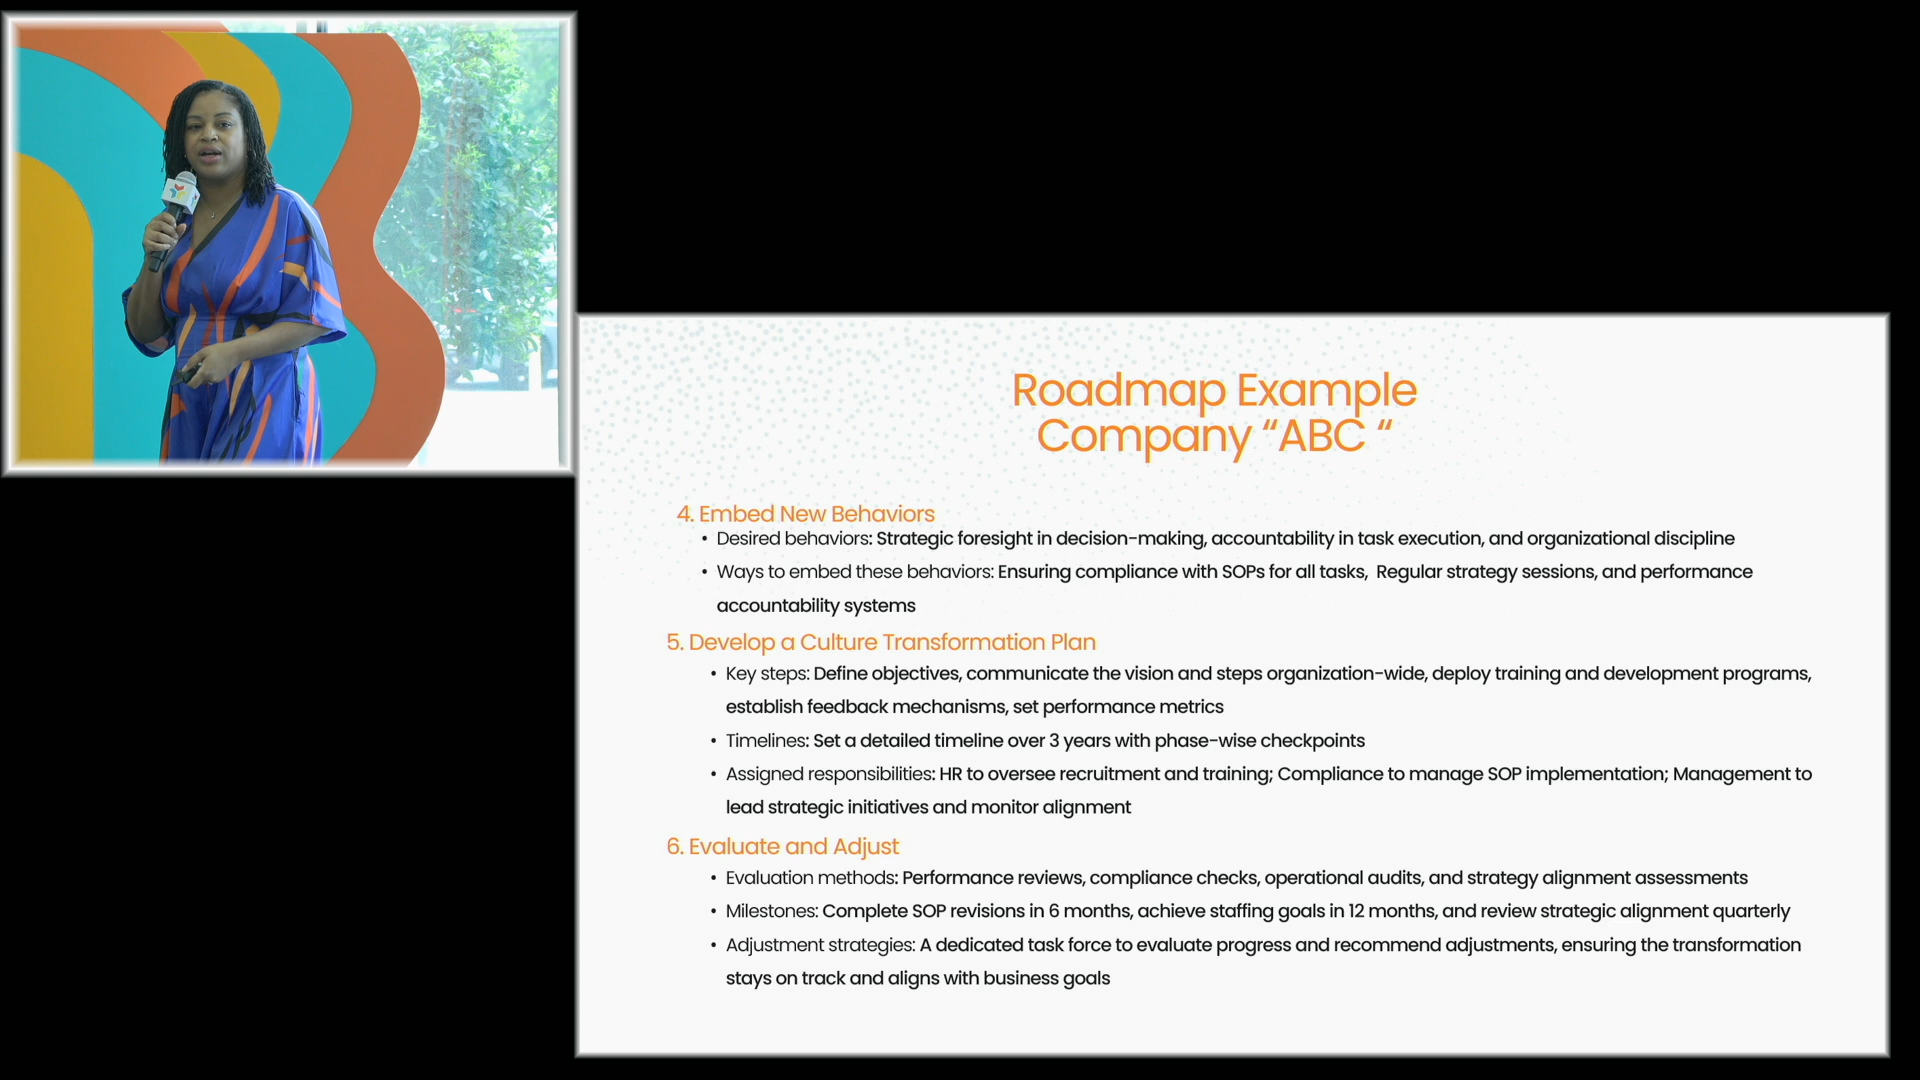 Roadmap Example
Company “ABC “
4. Embed New Behaviors
• Desired behaviors: Strategic foresight in decision-making, accountability in task execution, and organizational discipline
• Ways to embed these behaviors: Ensuring compliance with SOPs for all tasks,  Regular strategy sessions, and performance
accountability systems
5. Develop a Culture Transformation Plan
• Key steps: Define objectives, communicate the vision and steps organization-wide, deploy training and development programs,
establish feedback mechanisms, set performance metrics
• Timelines: Set a detailed timeline over 3 years with phase-wise checkpoints
• Assigned responsibilities: HR to oversee recruitment and training; Compliance to manage SOP implementation; Management to
lead strategic initiatives and monitor alignment
6. Evaluate and Adjust
• Evaluation methods: Performance reviews, compliance checks, operational audits, and strategy alignment assessments
• Milestones: Complete SOP revisions in 6 months, achieve staffing goals in 12 months, and review strategic alignment quarterly
• Adjustment strategies: A dedicated task force to evaluate progress and recommend adjustments, ensuring the transformation
stays on track and aligns with business goals